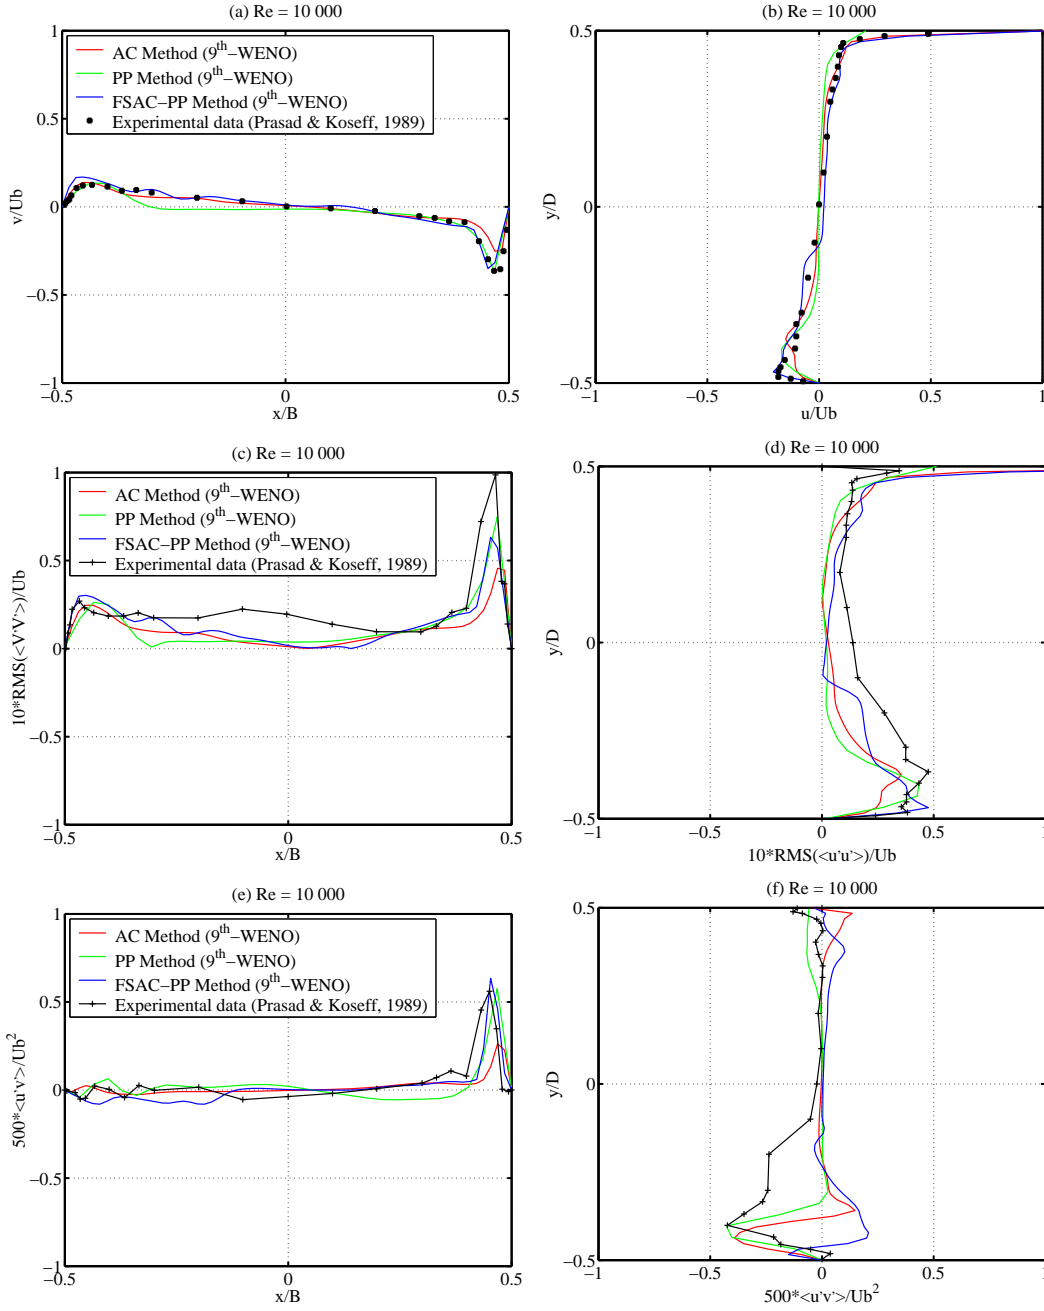 (a) Re = 10 000
AC Method (9th−WENO)
PP Method (9th−WENO)
FSAC−PP Method (9th−WENO)
Experimental data (Prasad & Koseff, 1989)
1
0.5
0
−0.5
−1
v/Ub
−0.5
0
0.5
x/B
(b) Re = 10 000
0.5
0
−0.5
y/D
−1
−0.5
0
0.5
1
u/Ub
(c) Re = 10 000
AC Method (9th−WENO)
PP Method (9th−WENO)
FSAC−PP Method (9th−WENO)
Experimental data (Prasad & Koseff, 1989)
1
0.5
0
−0.5
−1
10*RMS(<V'V'>)/Ub
−0.5
0
0.5
x/B
(d) Re = 10 000
0.5
0
−0.5
y/D
−1
−0.5
0
0.5
1
10*RMS(<u'u'>)/Ub
(e) Re = 10 000
AC Method (9th−WENO)
PP Method (9th−WENO)
FSAC−PP Method (9th−WENO)
Experimental data (Prasad & Koseff, 1989)
1
0.5
0
−0.5
−1
500*<u'v'>/Ub2
−0.5
0
0.5
x/B
(f) Re = 10 000
0.5
0
−0.5
y/D
−1
−0.5
0
0.5
1
500*<u'v'>/Ub2